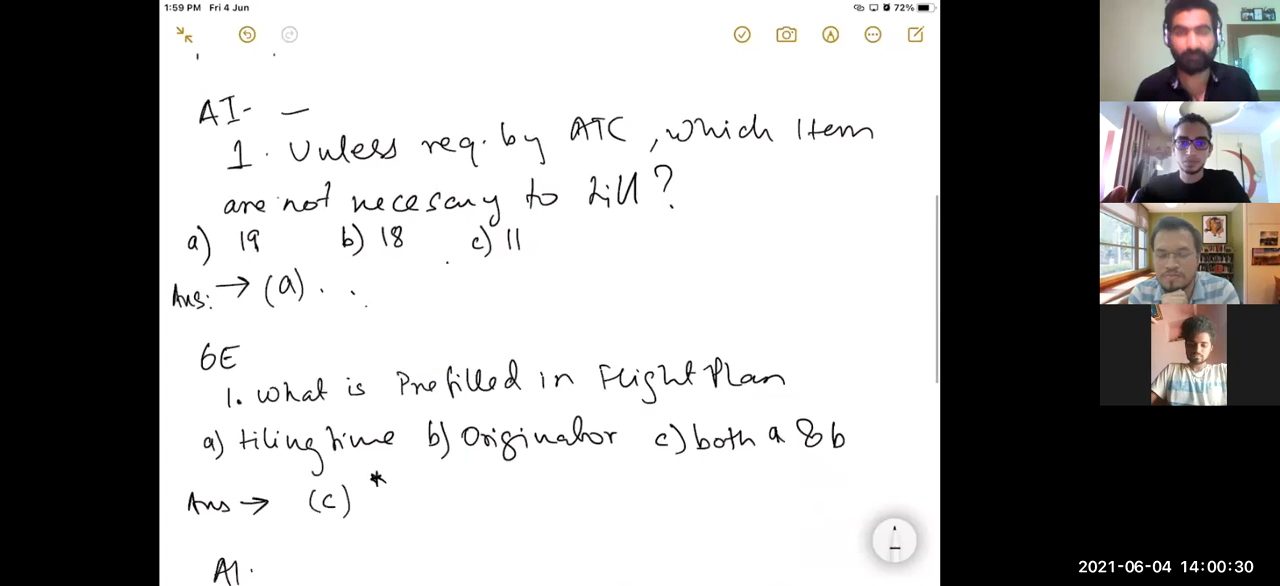 1:59 PM Fri 4 Jun
72%
AI- —
1. Unless req. by ATC, which Item
are not necesary to fill?
a) 19 b) 18 c) 11
Ans: → (a)
6E
1. What is Prefilled in Flight Plan
a) filing time b) Originator c) both a & b
Ans → (c) *
AI.
2021-06-04 14:00:30